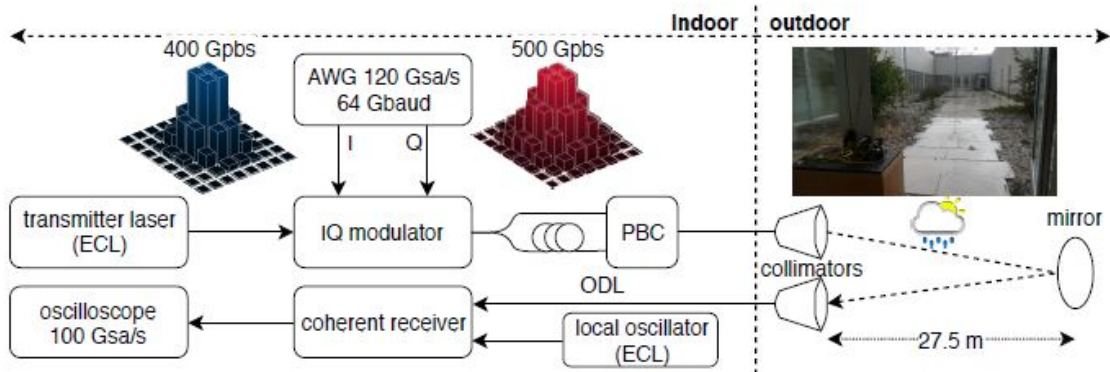 Indoor
outdoor
400 Gpbs
500 Gpbs
AWG 120 Gsa/s
64 Gbaud
I
Q
transmitter laser
(ECL)
IQ modulator
PBC
mirror
collimators
ODL
oscilloscope
100 Gsa/s
coherent receiver
local oscillator
(ECL)
27.5 m